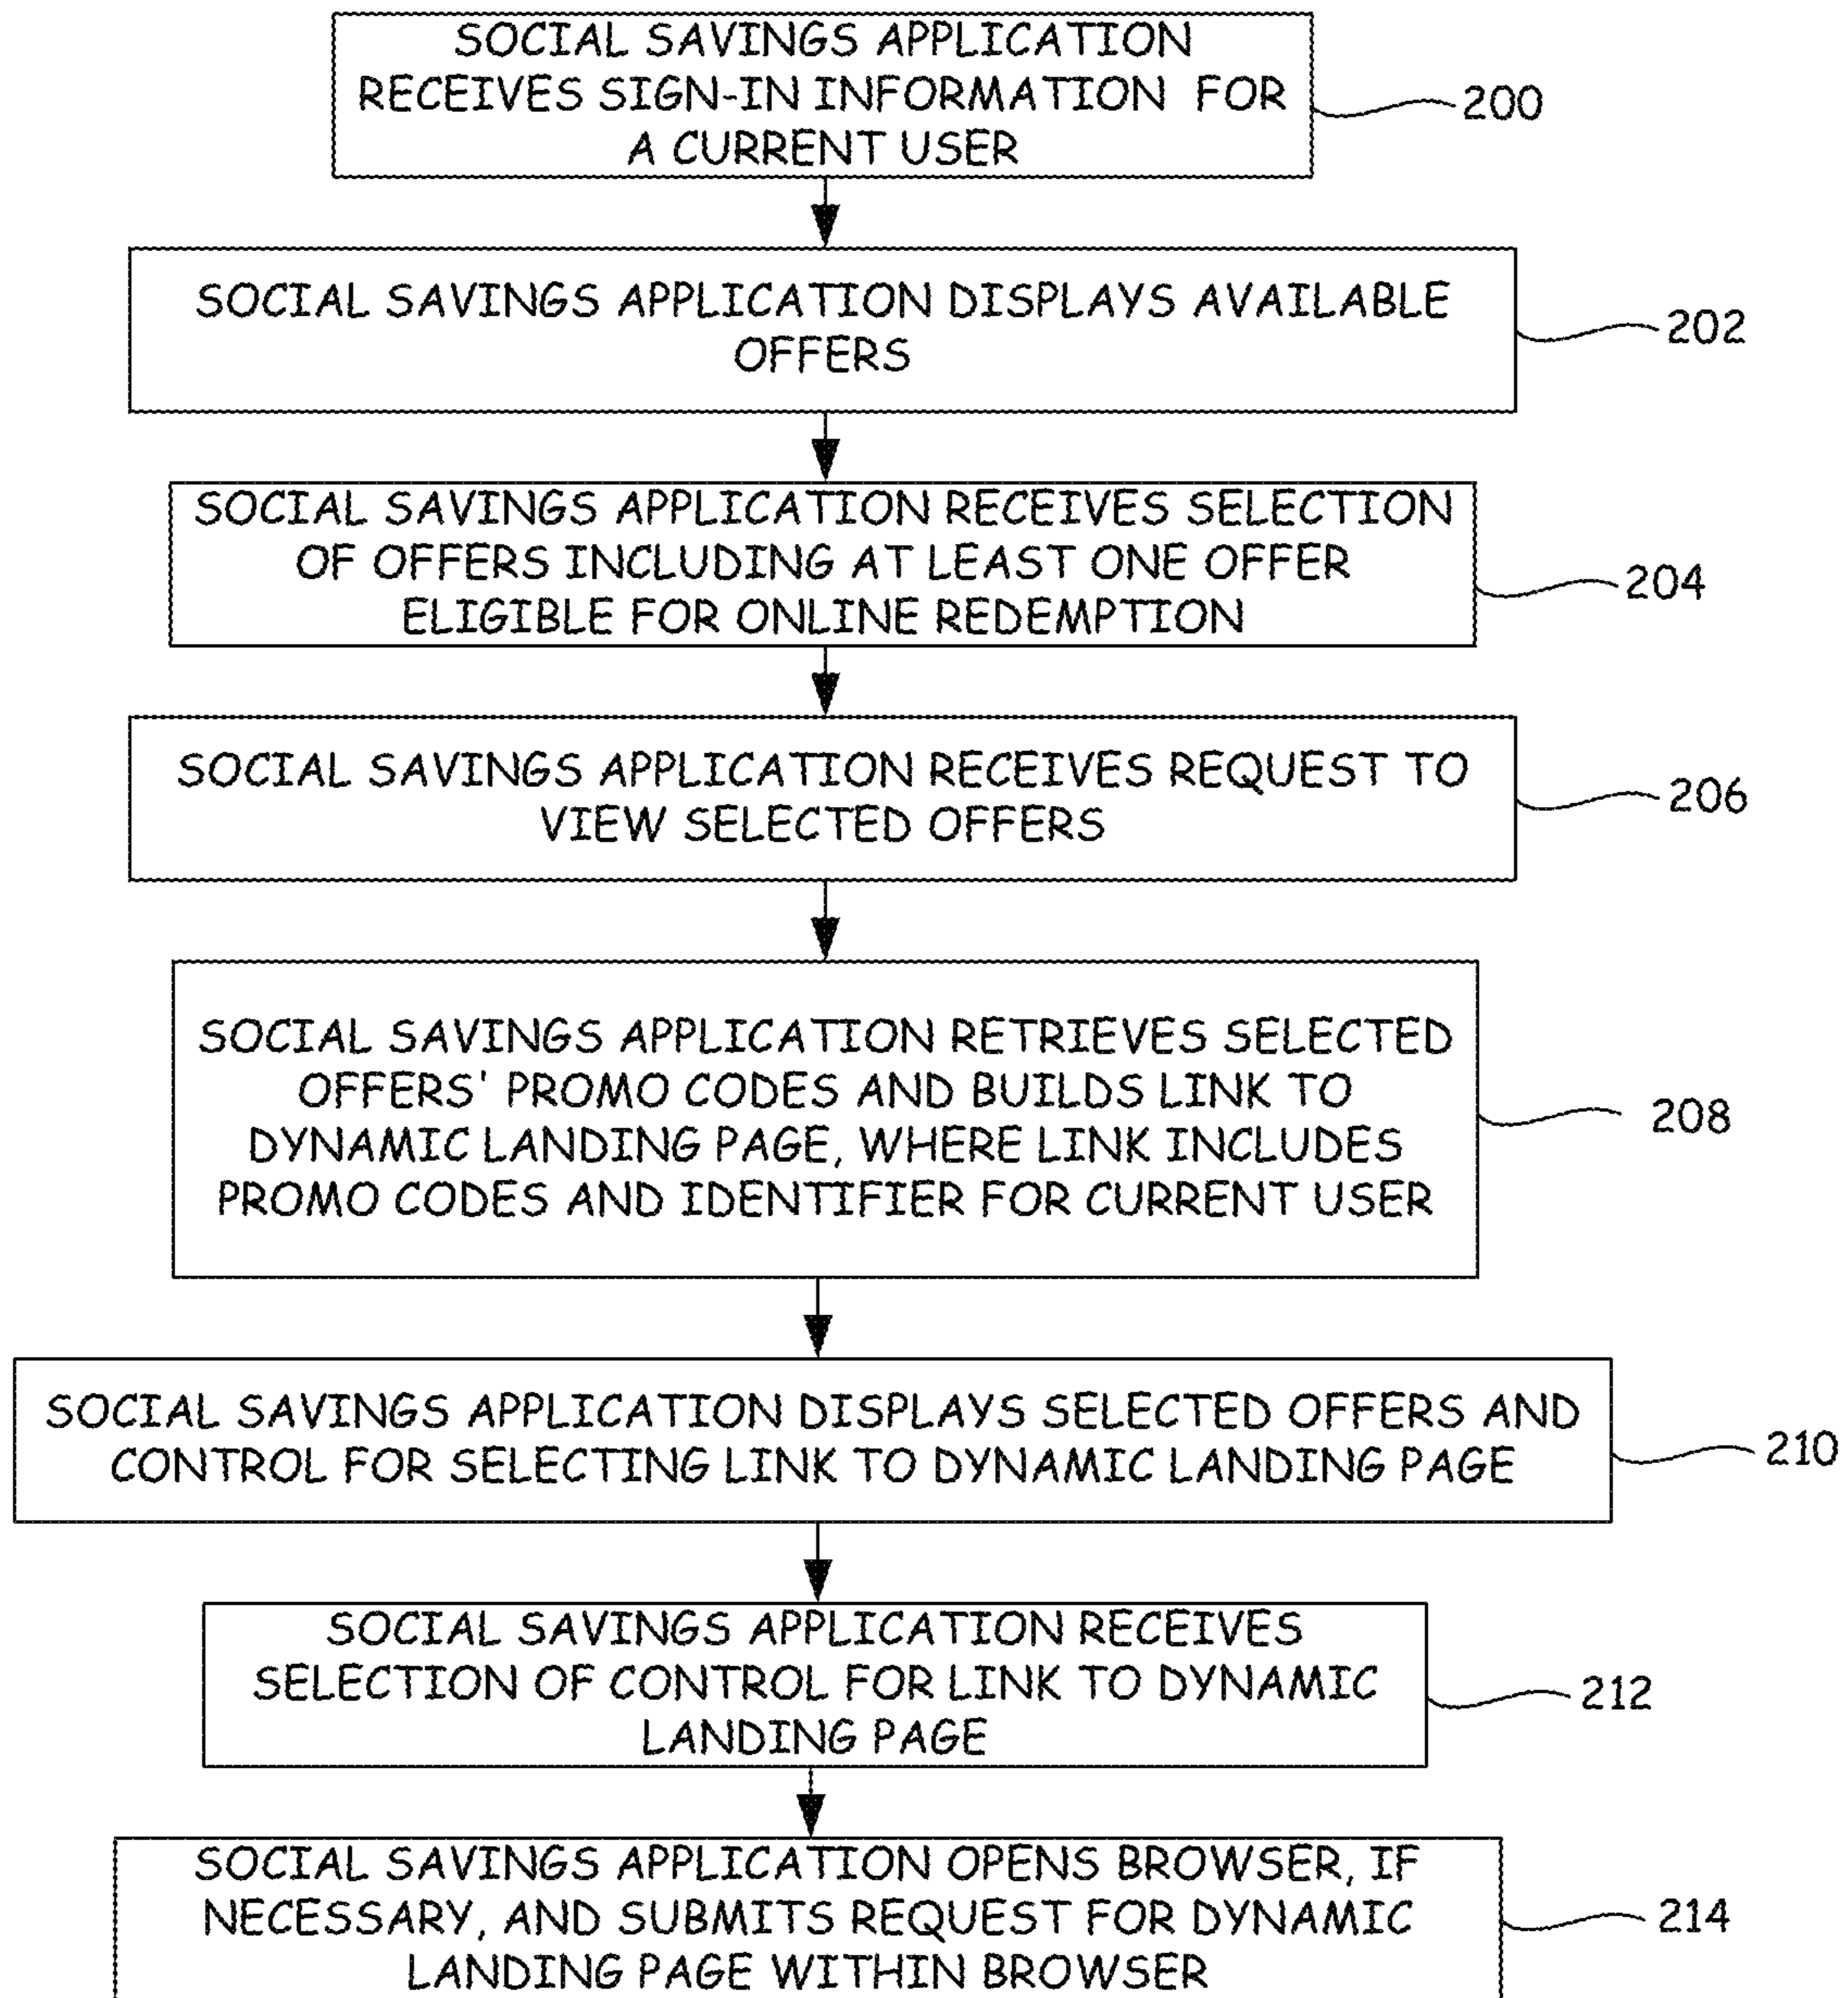 SOCIAL SAVINGS APPLICATION
RECEIVES SIGN-IN INFORMATION FOR
A CURRENT USER
200
SOCIAL SAVINGS APPLICATION DISPLAYS AVAILABLE
OFFERS
202
SOCIAL SAVINGS APPLICATION RECEIVES SELECTION
OF OFFERS INCLUDING AT LEAST ONE OFFER
ELIGIBLE FOR ONLINE REDEMPTION
204
SOCIAL SAVINGS APPLICATION RECEIVES REQUEST TO
VIEW SELECTED OFFERS
206
SOCIAL SAVINGS APPLICATION RETRIEVES SELECTED
OFFERS' PROMO CODES AND BUILDS LINK TO
DYNAMIC LANDING PAGE, WHERE LINK INCLUDES
PROMO CODES AND IDENTIFIER FOR CURRENT USER
208
SOCIAL SAVINGS APPLICATION DISPLAYS SELECTED OFFERS AND
CONTROL FOR SELECTING LINK TO DYNAMIC LANDING PAGE
210
SOCIAL SAVINGS APPLICATION RECEIVES
SELECTION OF CONTROL FOR LINK TO DYNAMIC
LANDING PAGE
212
SOCIAL SAVINGS APPLICATION OPENS BROWSER, IF
NECESSARY, AND SUBMITS REQUEST FOR DYNAMIC
LANDING PAGE WITHIN BROWSER
214